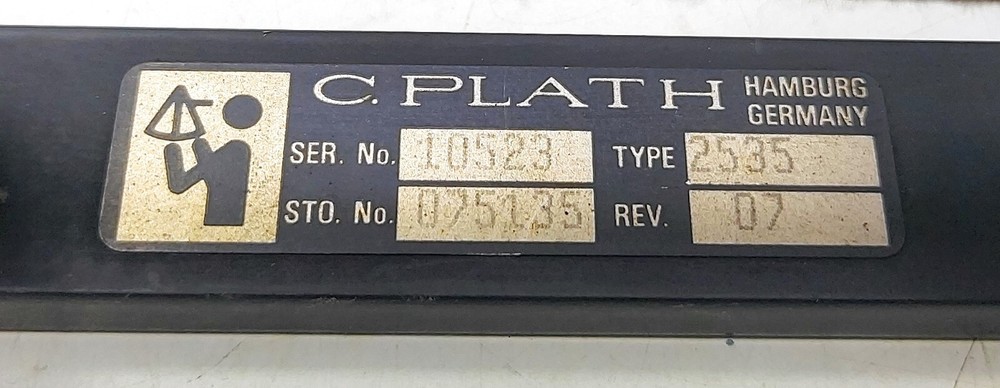 C. PLATH HAMBURG GERMANY
SER. No. 10523 TYPE 2535
STO. No. 075135 REV. 07